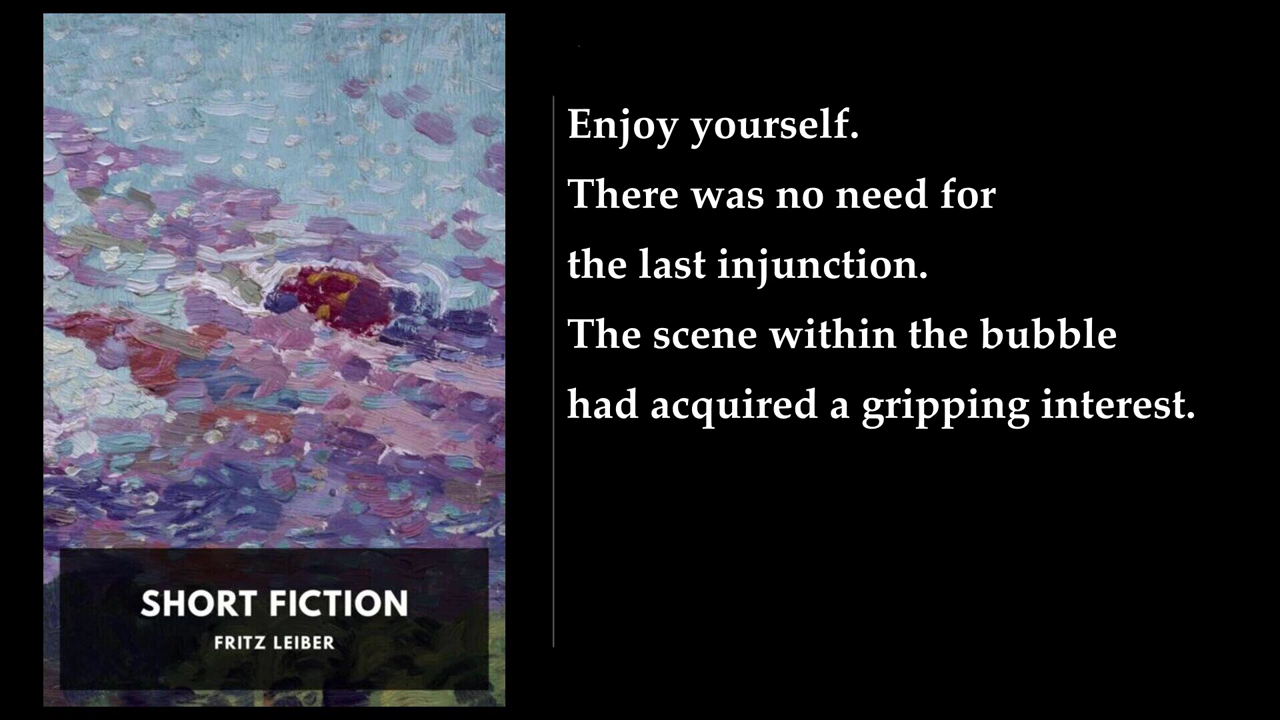 Enjoy yourself.
There was no need for
the last injunction.
The scene within the bubble
had acquired a gripping interest.
SHORT FICTION
FRITZ LEIBER